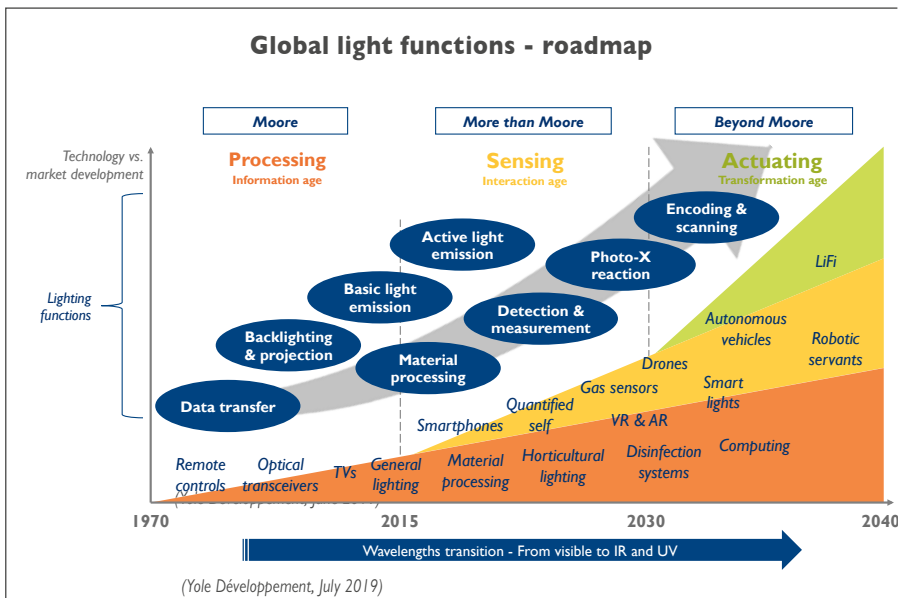 Global light functions - roadmap
Moore
More than Moore
Beyond Moore
Technology vs.
market development
Processing
Information age
Sensing
Interaction age
Actuating
Transformation age
Encoding &
scanning
Active light
emission
Photo-X
reaction
LiFi
Basic light
emission
Lighting
functions
Detection &
measurement
Autonomous
vehicles
Backlighting
& projection
Robotic
servants
Material
processing
Drones
Gas sensors
Smart
lights
Data transfer
Quantified
self
Smartphones
VR & AR
Computing
Remote
controls
Optical
transceivers
TVs
General
lighting
Material
processing
Horticultural
lighting
Disinfection
systems
1970
2015
2030
2040
Wavelengths transition - From visible to IR and UV
(Yole Développement, July 2019)